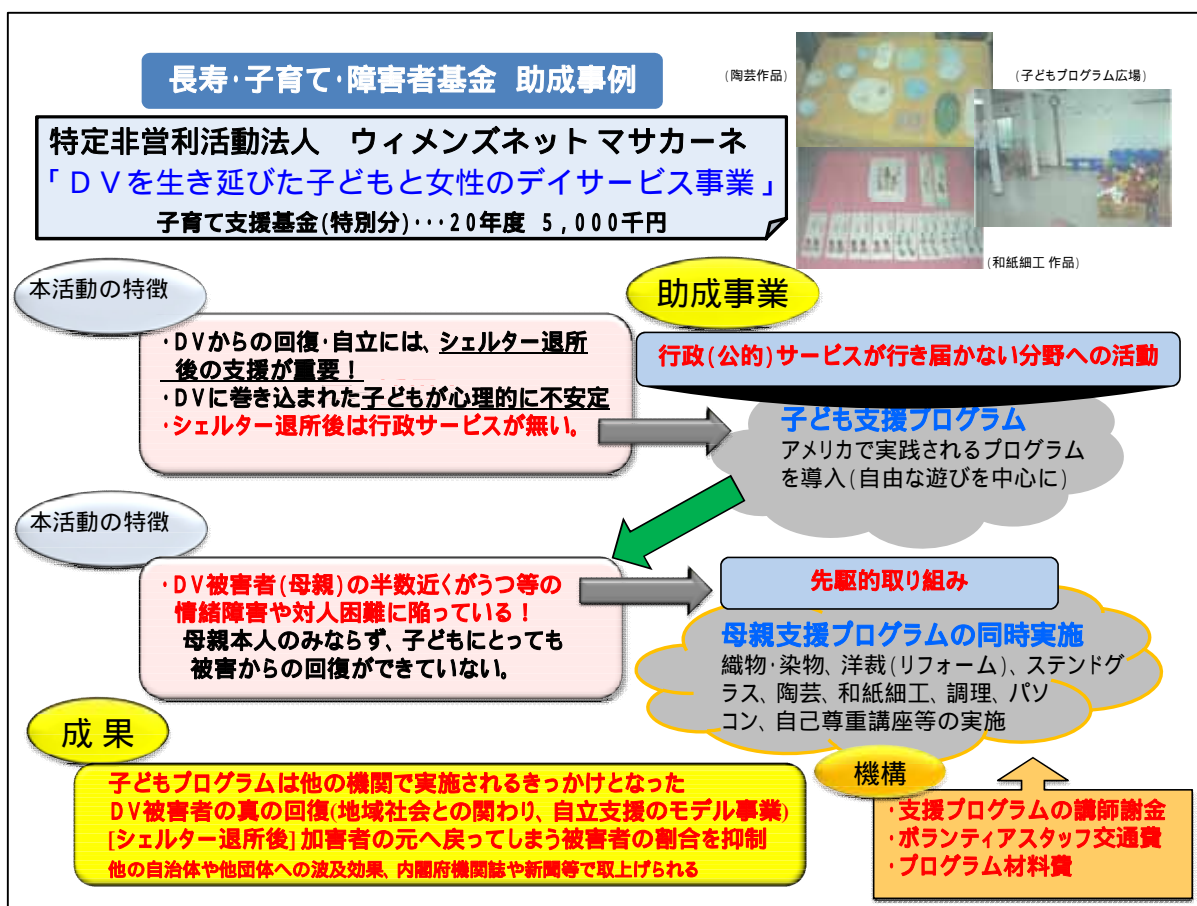 長寿・子育て・障害者基金 助成事例
(陶芸作品)
(子どもプログラム広場)
(和紙細工 作品)
特定非営利活動法人 ウィメンズネット マサカーネ
「ＤＶを生き延びた子どもと女性のデイサービス事業」
子育て支援基金(特別分)・・・20年度 5,000千円
本活動の特徴
・ＤＶからの回復・自立には、シェルター退所
後の支援が重要！
・DVに巻き込まれた子どもが心理的に不安定
・シェルター退所後は行政サービスが無い。
助成事業
行政(公的)サービスが行き届かない分野への活動
子ども支援プログラム
アメリカで実践されるプログラム
を導入(自由な遊びを中心に)
本活動の特徴
・DV被害者(母親)の半数近くがうつ等の
情緒障害や対人困難に陥っている！
母親本人のみならず、子どもにとっても
被害からの回復ができていない。
先駆的取り組み
母親支援プログラムの同時実施
織物・染物、洋裁(リフォーム)、ステンドグ
ラス、陶芸、和紙細工、調理、パソ
コン、自己尊重講座等の実施
成 果
子どもプログラムは他の機関で実施されるきっかけとなった
ＤＶ被害者の真の回復(地域社会との関わり、自立支援のモデル事業)
[シェルター退所後] 加害者の元へ戻ってしまう被害者の割合を抑制
他の自治体や他団体への波及効果、内閣府機関誌や新聞等で取上げられる
機構
・支援プログラムの講師謝金
・ボランティアスタッフ交通費
・プログラム材料費